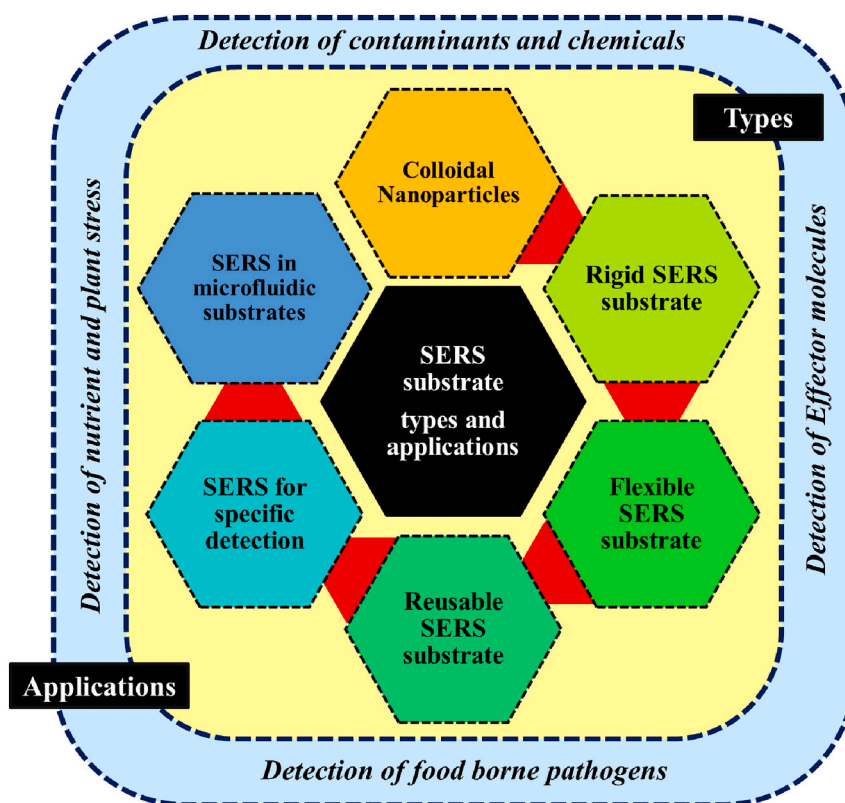 Detection of contaminants and chemicals
Types
Colloidal
Nanoparticles
SERS in
microfluidic
substrates
Rigid SERS
substrate
SERS
substrate
types and
applications
SERS for
specific
detection
Flexible
SERS
substrate
Reusable
SERS
substrate
Detection of nutrient and plant stress
Detection of Effector molecules
Applications
Detection of food borne pathogens